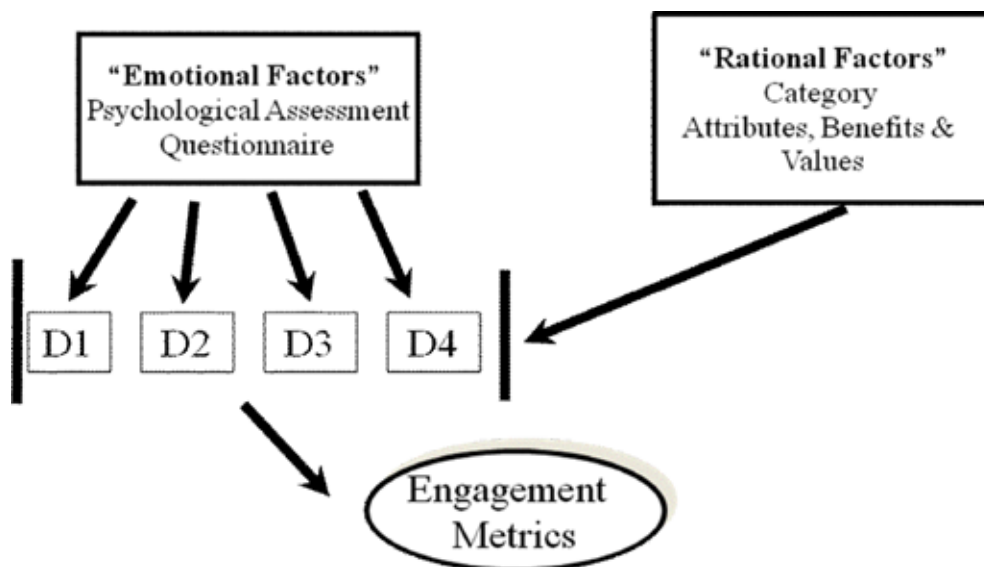 “Emotional Factors”
Psychological Assessment
Questionnaire
“Rational Factors”
Category
Attributes, Benefits &
Values
D1
D2
D3
D4
Engagement
Metrics